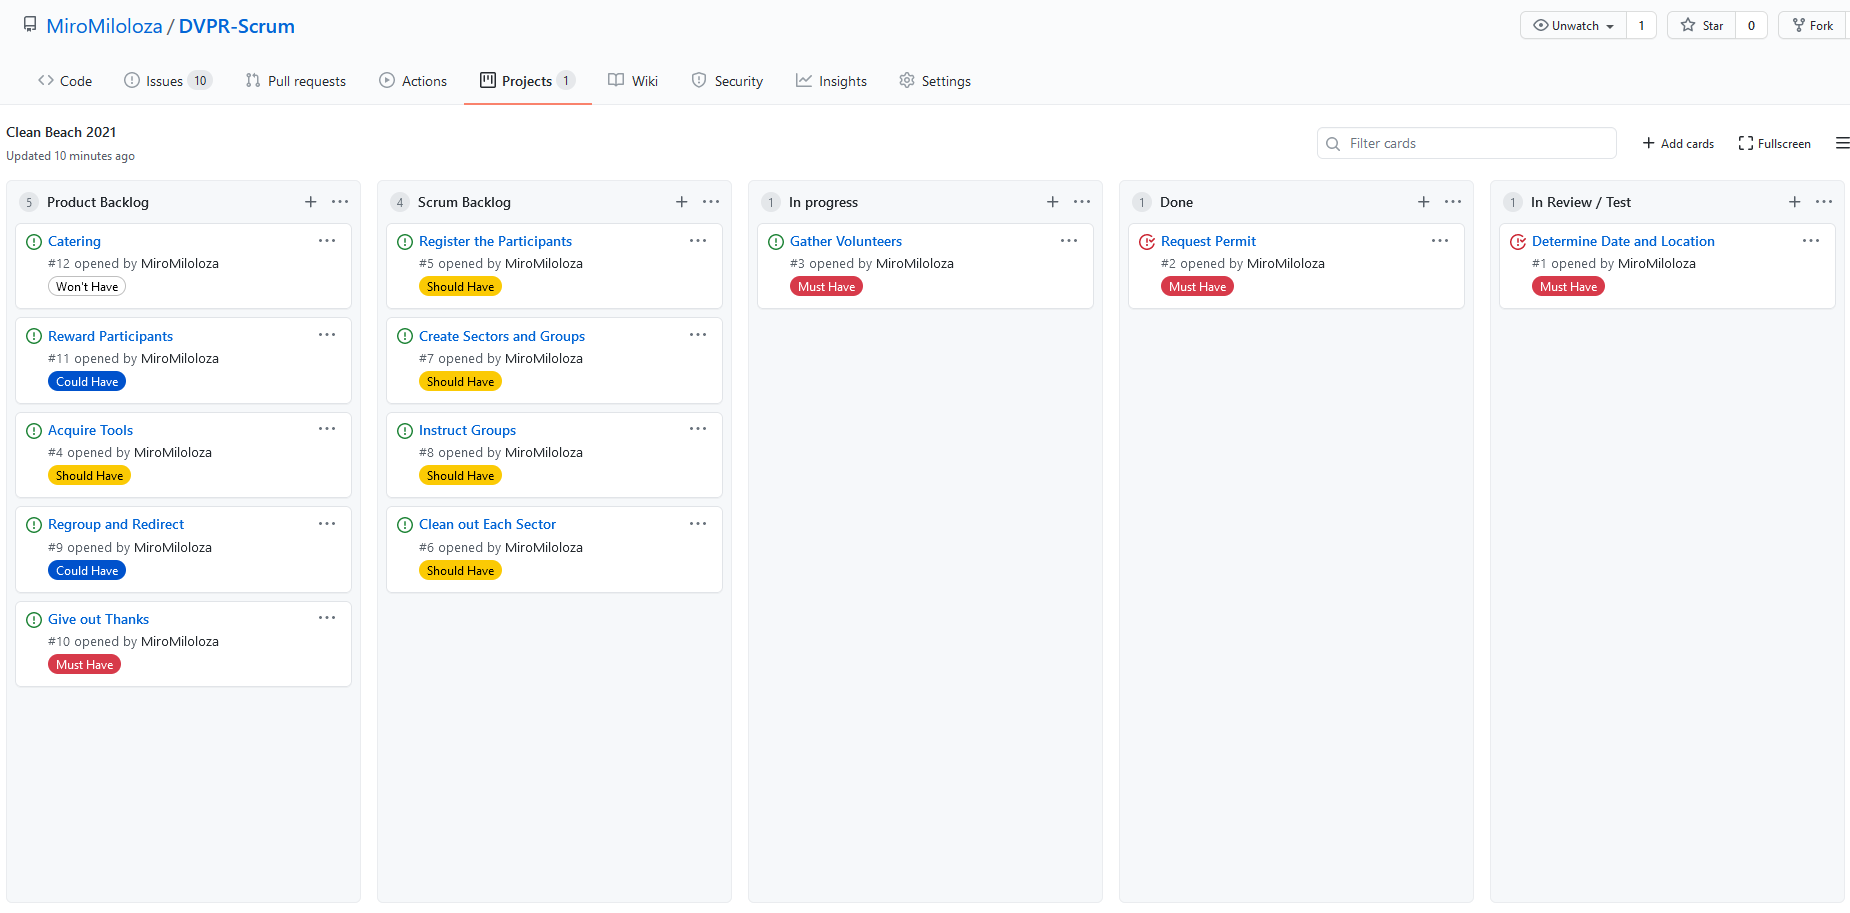 MiroMiloloza / DVPR-Scrum
Unwatch 1 Star 0 Fork
Code Issues 10 Pull requests Actions Projects 1 Wiki Security Insights Settings
Clean Beach 2021
Updated 10 minutes ago
Filter cards
Add cards
Fullscreen
5 Product Backlog
Catering
#12 opened by MiroMiloloza
Won't Have
Reward Participants
#11 opened by MiroMiloloza
Could Have
Acquire Tools
#4 opened by MiroMiloloza
Should Have
Regroup and Redirect
#9 opened by MiroMiloloza
Could Have
Give out Thanks
#10 opened by MiroMiloloza
Must Have
4 Scrum Backlog
Register the Participants
#5 opened by MiroMiloloza
Should Have
Create Sectors and Groups
#7 opened by MiroMiloloza
Should Have
Instruct Groups
#8 opened by MiroMiloloza
Should Have
Clean out Each Sector
#6 opened by MiroMiloloza
Should Have
1 In progress
Gather Volunteers
#3 opened by MiroMiloloza
Must Have
1 Done
Request Permit
#2 opened by MiroMiloloza
Must Have
1 In Review / Test
Determine Date and Location
#1 opened by MiroMiloloza
Must Have